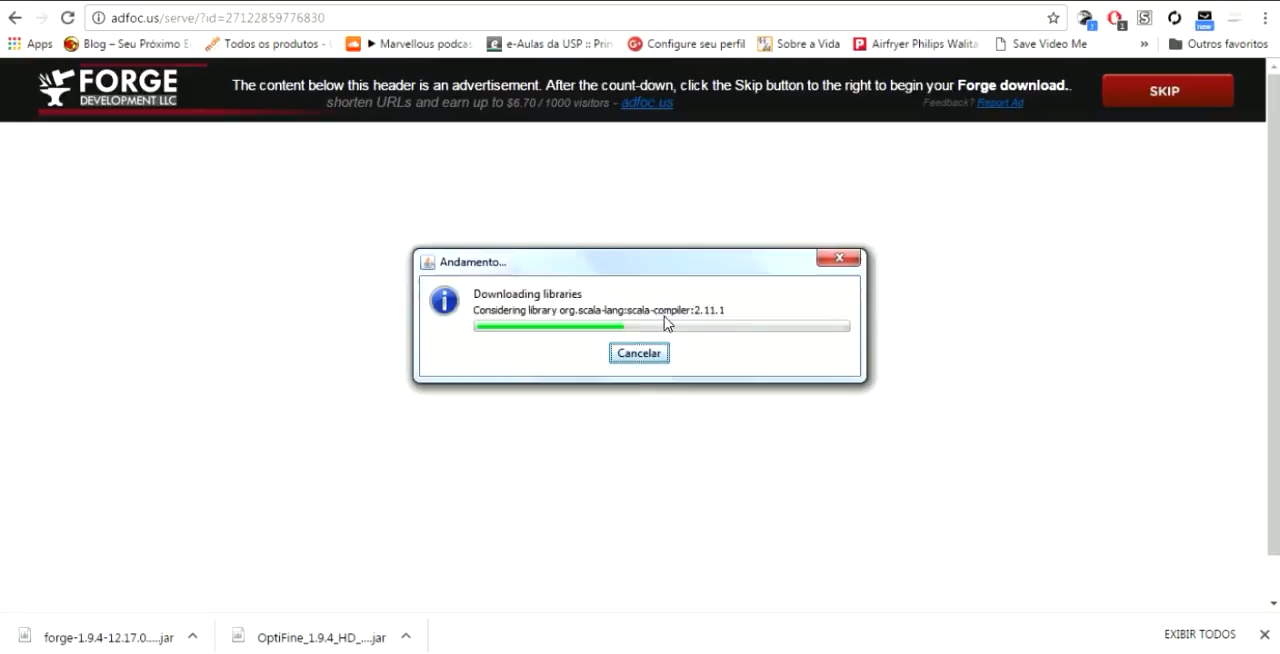 adfoc.us/serve/?id=27122859776830
1
1
S
new
Apps
Blog – Seu Próximo E
Todos os produtos - (
▶ Marvellous podcas
e
e-Aulas da USP :: Prin
G+
Configure seu perfil
Sobre a Vida
P
Airfryer Philips Walita
Save Video Me
»
Outros favoritos
FORGE
DEVELOPMENT LLC
The content below this header is an advertisement. After the count-down, click the Skip button to the right to begin your Forge download..
shorten URLs and earn up to $6.70 / 1000 visitors - adfoc.us
Feedback? Report Ad
SKIP
Andamento...
Downloading libraries
Considering library org.scala-lang:scala-compiler:2.11.1
Cancelar
forge-1.9.4-12.17.0.....jar
OptiFine_1.9.4_HD_....jar
EXIBIR TODOS